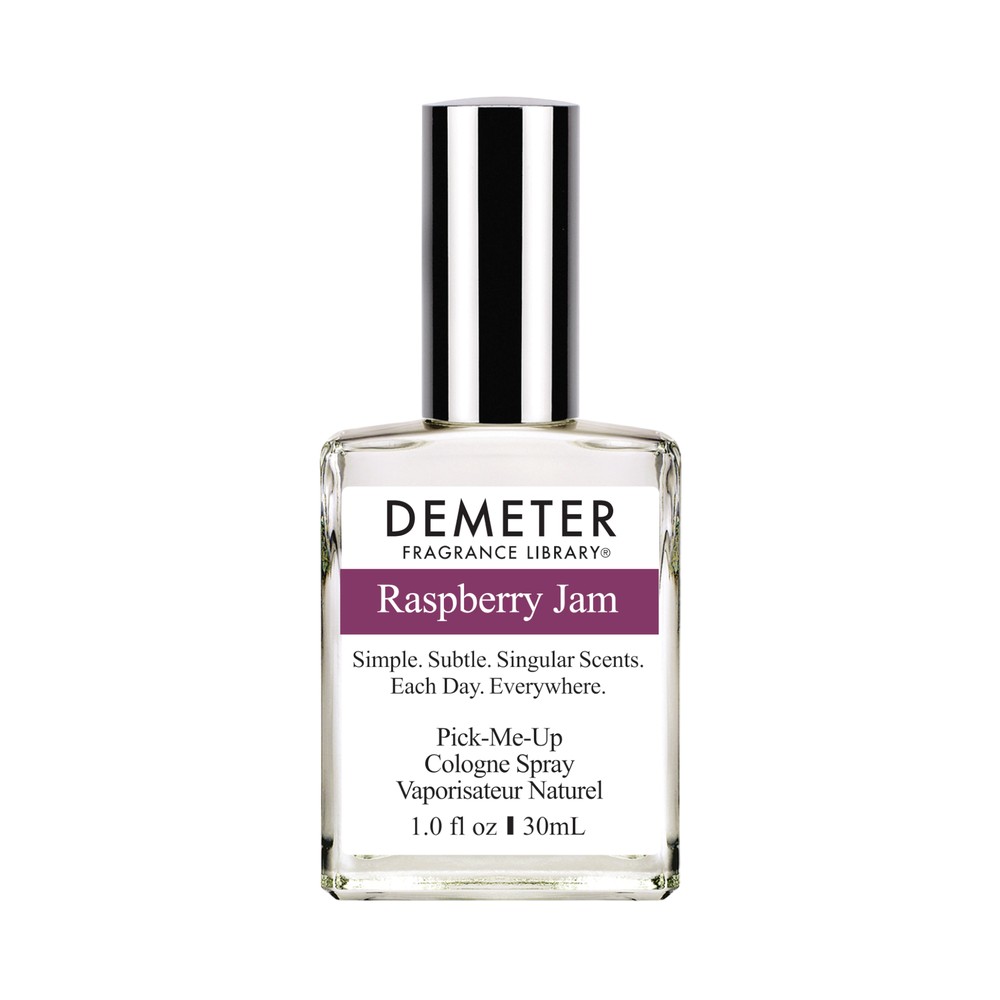 DEMETER
FRAGRANCE LIBRARY®
Raspberry Jam
Simple. Subtle. Singular Scents.
Each Day. Everywhere.
Pick-Me-Up
Cologne Spray
Vaporisateur Naturel
1.0 fl oz ❚ 30mL